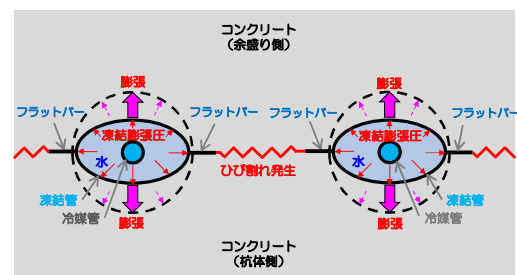 コンクリート
(余盛り側)
膨張
膨張
フラットバー
フラットバー
フラットバー
フラットバー
凍結膨張圧
凍結膨張圧
水
水
ひび割れ発生
凍結管
冷媒管
凍結管
冷媒管
膨張
膨張
コンクリート
(杭体側)